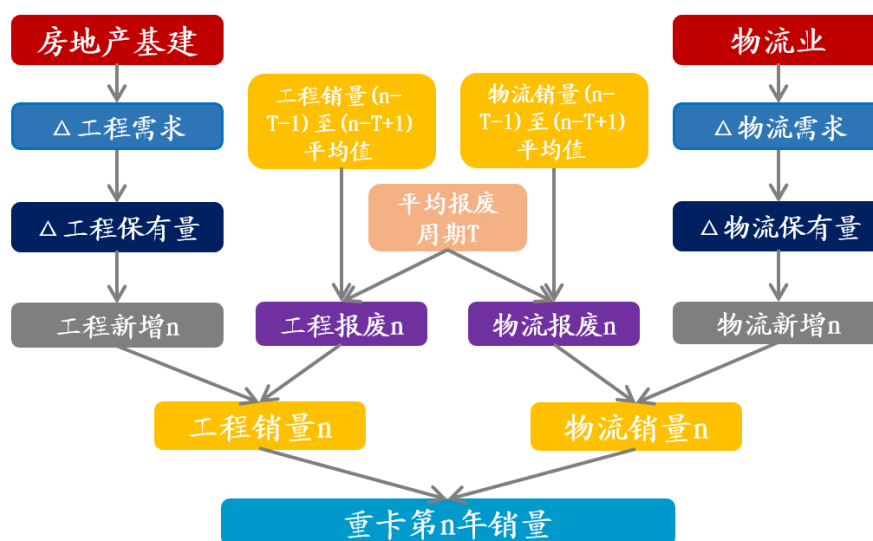 房地产基建
物流业
工程销量(n-
T-1)至(n-T+1)
平均值
物流销量(n-
T-1)至(n-T+1)
平均值
△工程需求
△物流需求
平均报废
周期T
△工程保有量
△物流保有量
工程新增n
工程报废n
物流报废n
物流新增n
工程销量n
物流销量n
重卡第n年销量